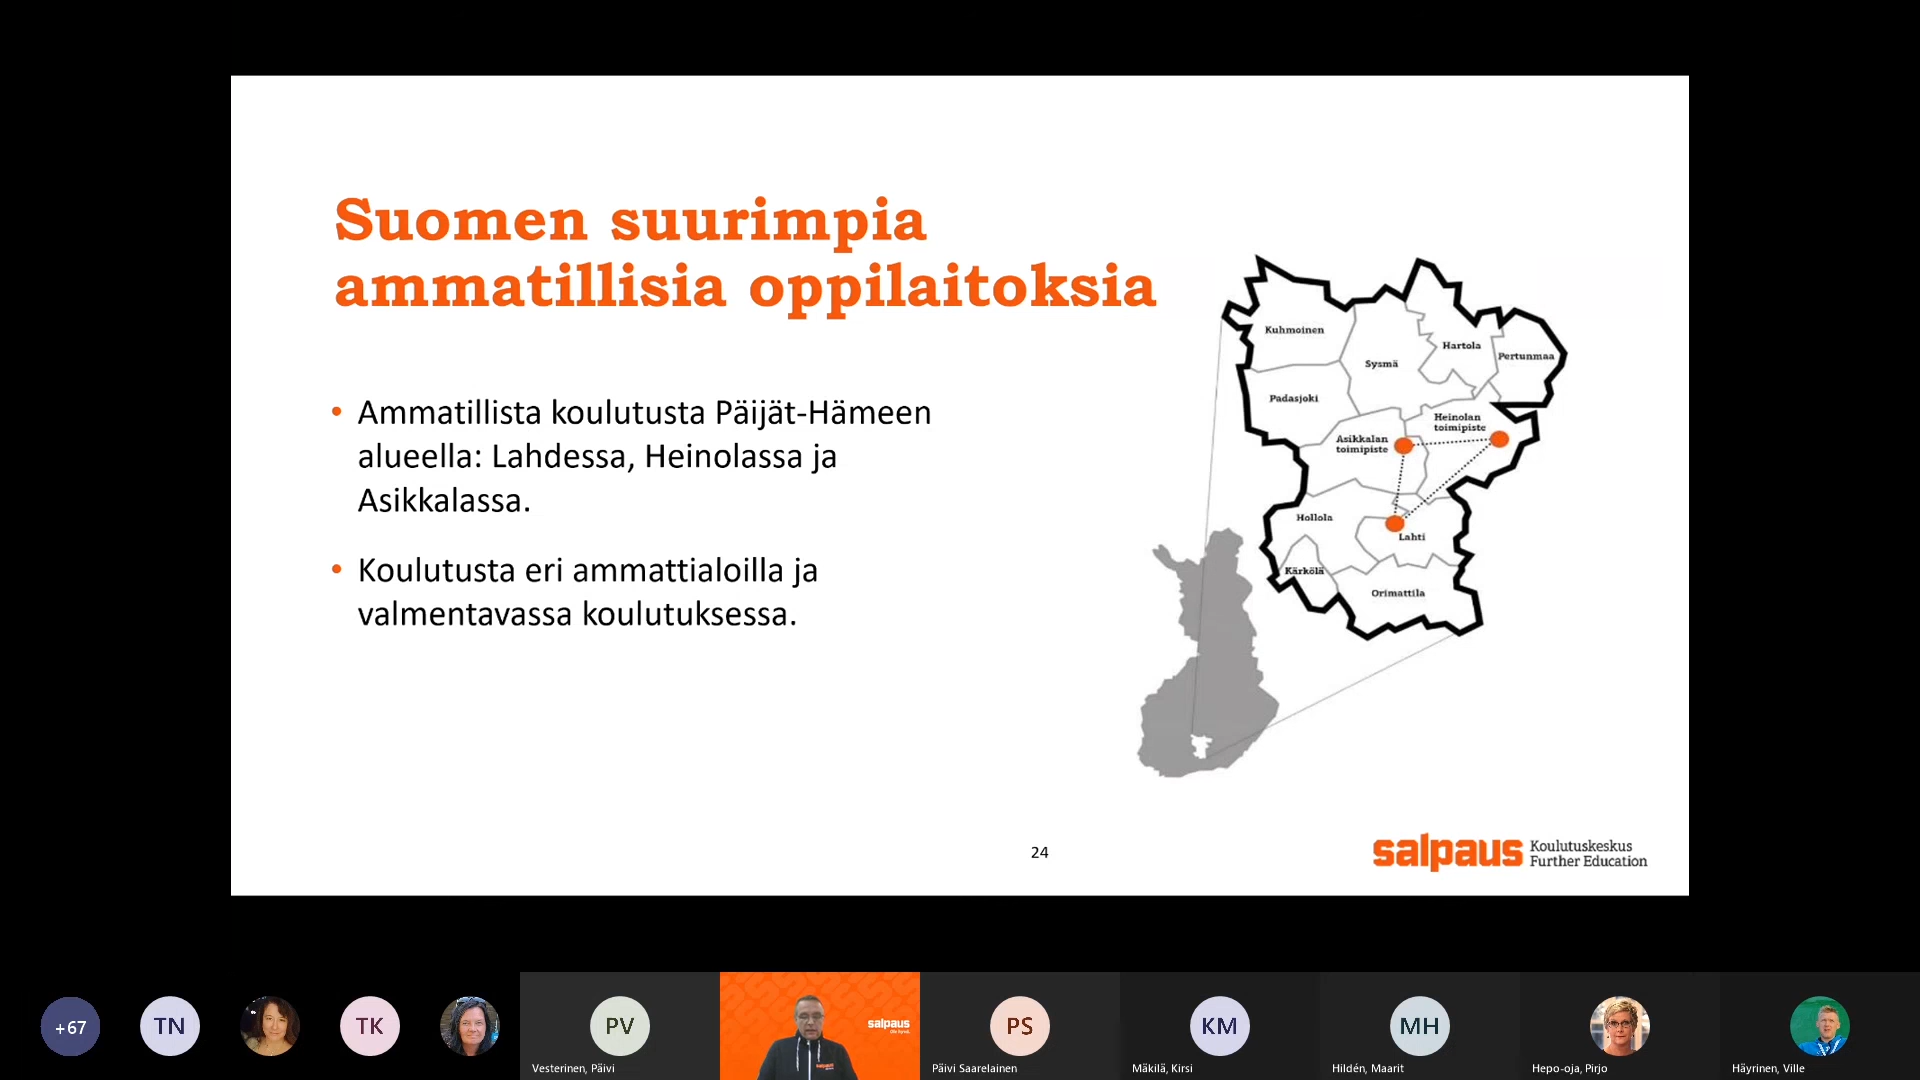 Suomen suurimpia
ammatillisia oppilaitoksia
• Ammatillista koulutusta Päijät-Hämeen
alueella: Lahdessa, Heinolassa ja
Asikkalassa.
• Koulutusta eri ammattialoilla ja
valmentavassa koulutuksessa.
Kuhmoinen
Sysmä
Hartola
Pertunmaa
Padasjoki
Heinolan
toimipiste
Asikkalan
toimipiste
Hollola
Lahti
Kärkölä
Orimattila
24
salpaus Koulutuskeskus
Further Education
+67
TN
TK
PV
Vesterinen, Päivi
salpaus
salpaus
PS
Päivi Saarelainen
KM
Mäkilä, Kirsi
MH
Hildén, Maarit
Hepo-oja, Pirjo
Häyrinen, Ville